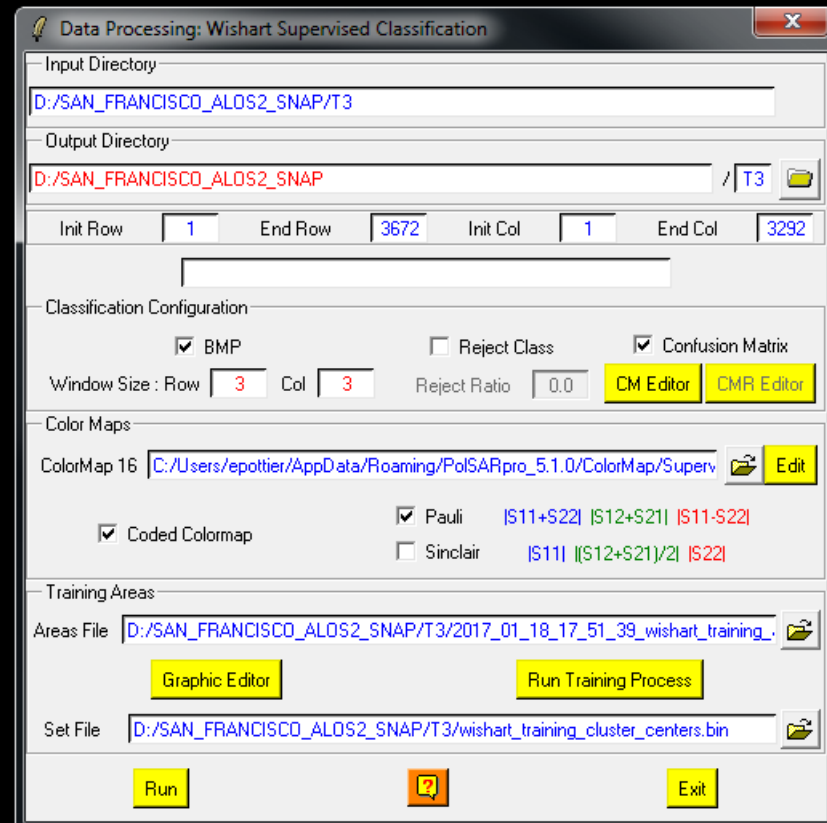 Data Processing: Wishart Supervised Classification
Input Directory
D:/SAN_FRANCISCO_ALOS2_SNAP/T3
Output Directory
D:/SAN_FRANCISCO_ALOS2_SNAP / T3
Init Row 1 End Row 3672 Init Col 1 End Col 3292
Classification Configuration
BMP Reject Class Confusion Matrix
Window Size : Row 3 Col 3 Reject Ratio 0.0 CM Editor CMR Editor
Color Maps
ColorMap 16 C:/Users/epottier/AppData/Roaming/PolSARpro_5.1.0/ColorMap/Superv Edit
Coded Colormap
Pauli |S11+S22| |S12+S21| |S11-S22|
Sinclair |S11| |(S12+S21)/2| |S22|
Training Areas
Areas File D:/SAN_FRANCISCO_ALOS2_SNAP/T3/2017_01_18_17_51_39_wishart_training_
Graphic Editor Run Training Process
Set File D:/SAN_FRANCISCO_ALOS2_SNAP/T3/wishart_training_cluster_centers.bin
Run ? Exit